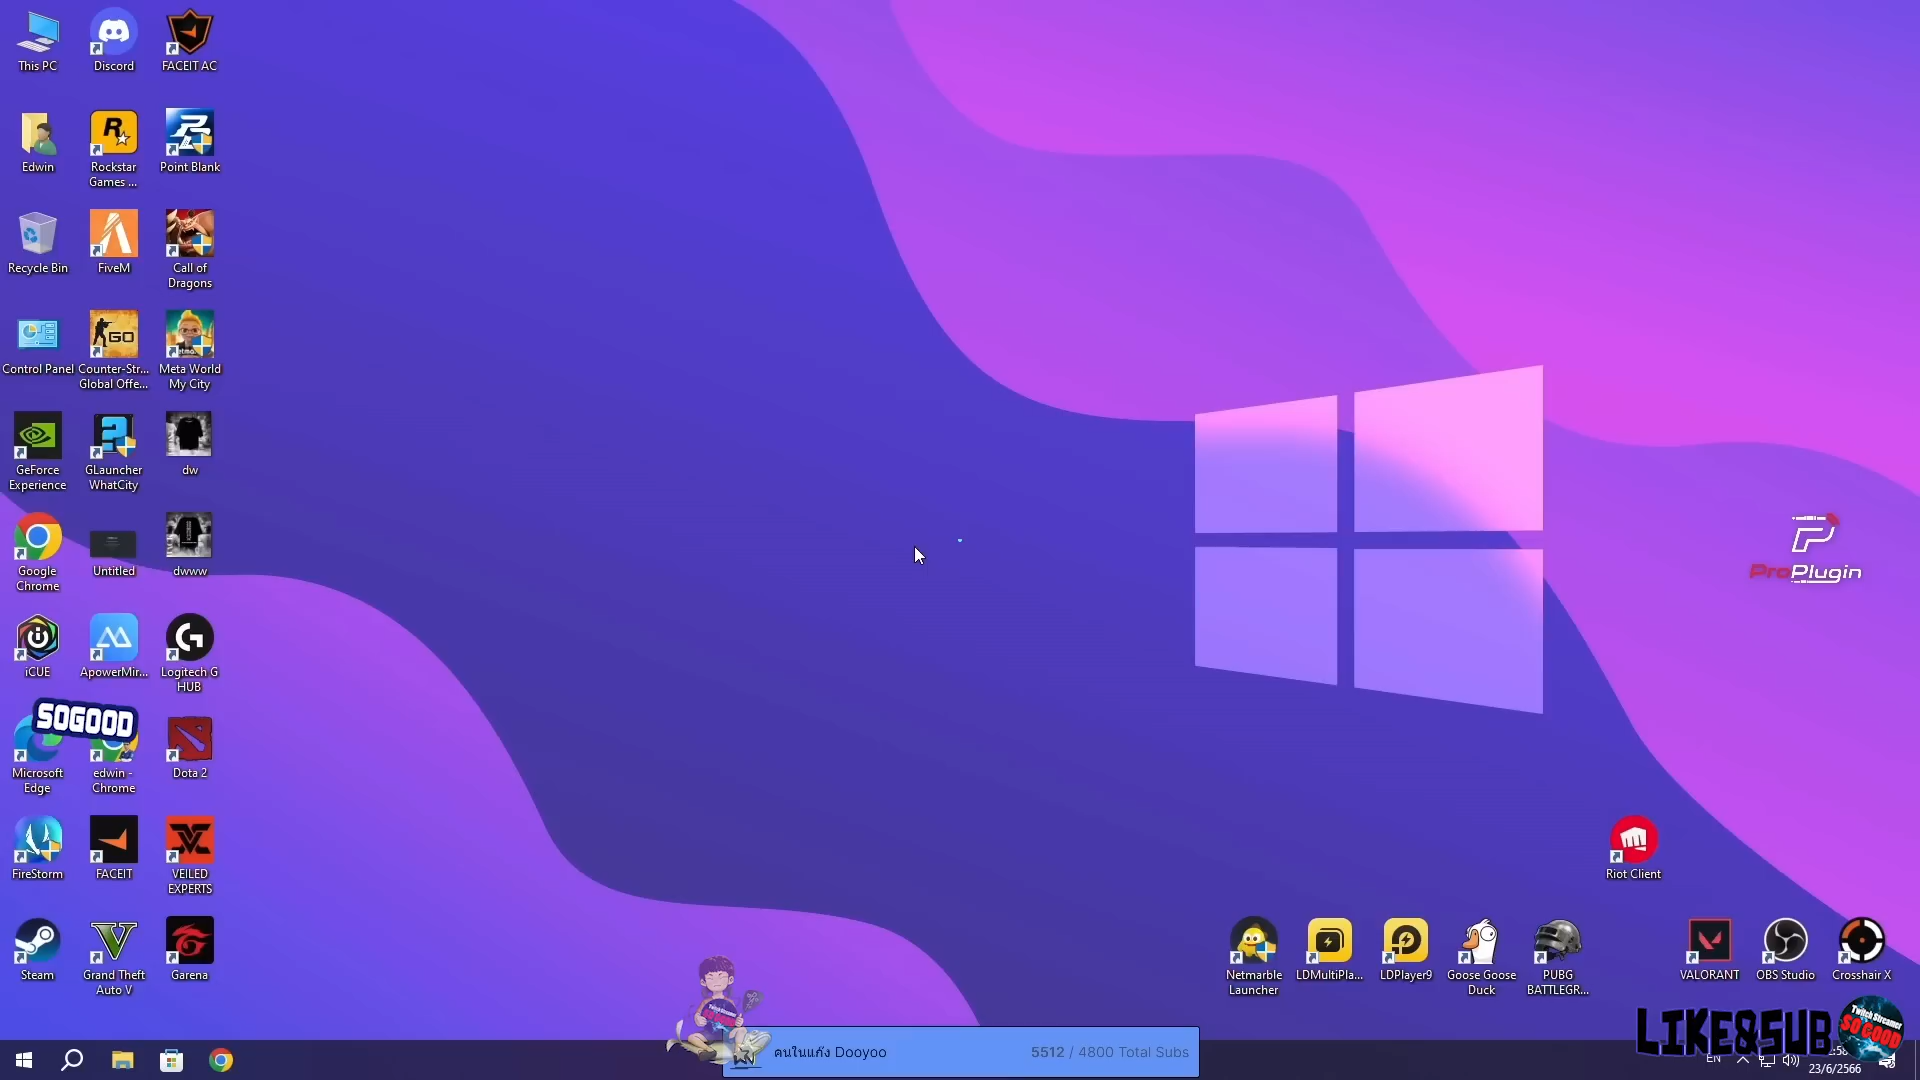 This PC
Discord
FACEIT AC
Edwin
Rockstar
Games ...
Point Blank
Recycle Bin
FiveM
Call of
Dragons
Control Panel
Counter-Str...
Global Offe...
Meta World
My City
GeForce
Experience
GLauncher
WhatCity
dw
Google
Chrome
Untitled
dwww
iCUE
ApowerMir...
Logitech G
HUB
SOGOOD
Microsoft
Edge
edwin -
Chrome
Dota 2
FireStorm
FACEIT
VEILED
EXPERTS
Steam
Grand Theft
Auto V
Garena
ProPlugin
Riot Client
Netmarble
Launcher
LDMultiPla...
LDPlayer9
Goose Goose
Duck
PUBG
BATTLEGR...
VALORANT
OBS Studio
Crosshair X
LIKE&SUB
Twitch Streamer
SO GOOD
คนในแก๊ง Dooyoo
5512 / 4800 Total Subs
EN
23/6/2566